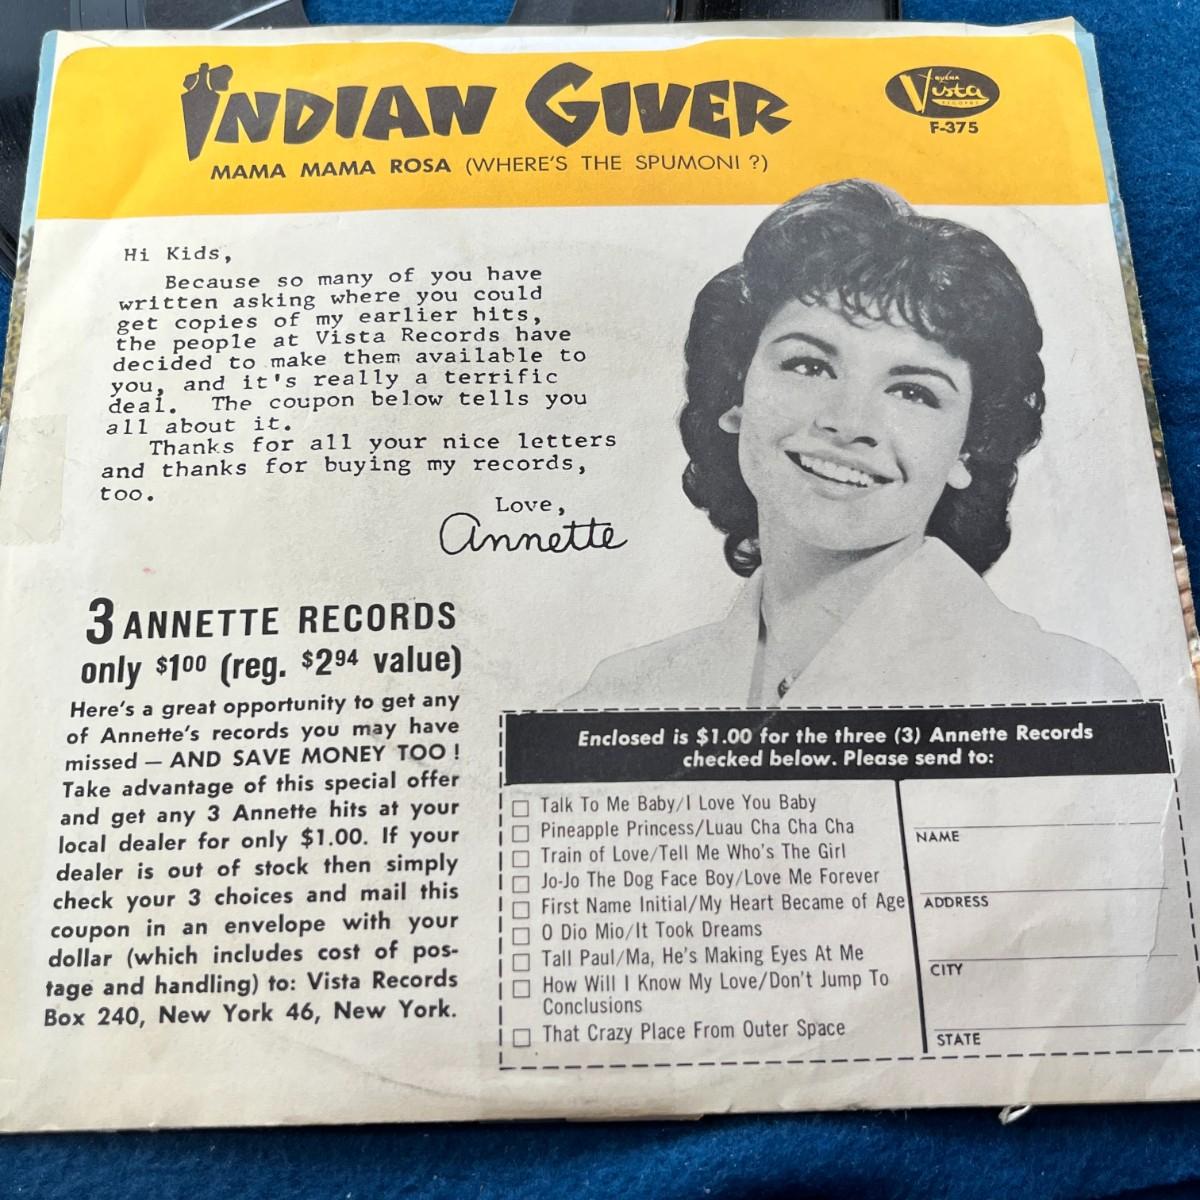 INDIAN GIVER
MAMA MAMA ROSA (WHERE'S THE SPUMONI ?)
BUENA
Vista
RECORDS
F-375
Hi Kids,
Because so many of you have
written asking where you could
get copies of my earlier hits,
the people at Vista Records have
decided to make them available to
you, and it's really a terrific
deal. The coupon below tells you
all about it.
Thanks for all your nice letters
and thanks for buying my records,
too.
Love,
Annette
3 ANNETTE RECORDS
only $1.00 (reg. $2.94 value)
Here's a great opportunity to get any
of Annette's records you may have
missed — AND SAVE MONEY TOO !
Take advantage of this special offer
and get any 3 Annette hits at your
local dealer for only $1.00. If your
dealer is out of stock then simply
check your 3 choices and mail this
coupon in an envelope with your
dollar (which includes cost of pos-
tage and handling) to: Vista Records
Box 240, New York 46, New York.
Enclosed is $1.00 for the three (3) Annette Records
checked below. Please send to:
Talk To Me Baby/I Love You Baby
Pineapple Princess/Luau Cha Cha Cha
Train of Love/Tell Me Who's The Girl
Jo-Jo The Dog Face Boy/Love Me Forever
First Name Initial/My Heart Became of Age
O Dio Mio/It Took Dreams
Tall Paul/Ma, He's Making Eyes At Me
How Will I Know My Love/Don't Jump To
Conclusions
That Crazy Place From Outer Space
NAME
ADDRESS
CITY
STATE